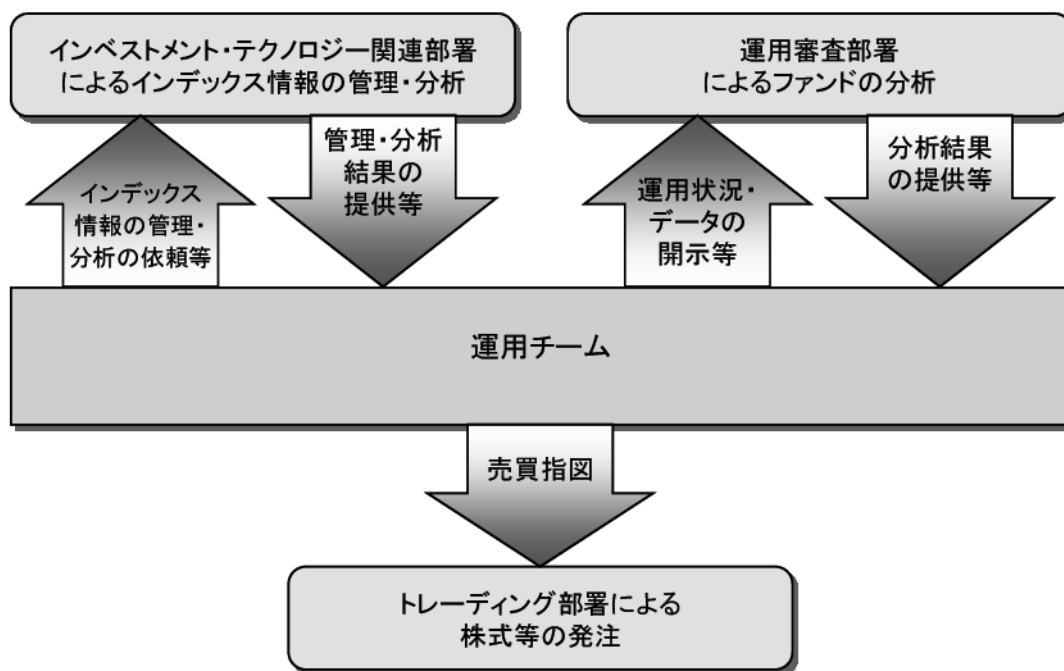 インベストメント・テクノロジー関連部署
によるインデックス情報の管理・分析
運用審査部署
によるファンドの分析
インデックス
情報の管理・
分析の依頼等
管理・分析
結果の
提供等
運用状況・
データの
開示等
分析結果
の提供等
運用チーム
売買指図
トレーディング部署による
株式等の発注